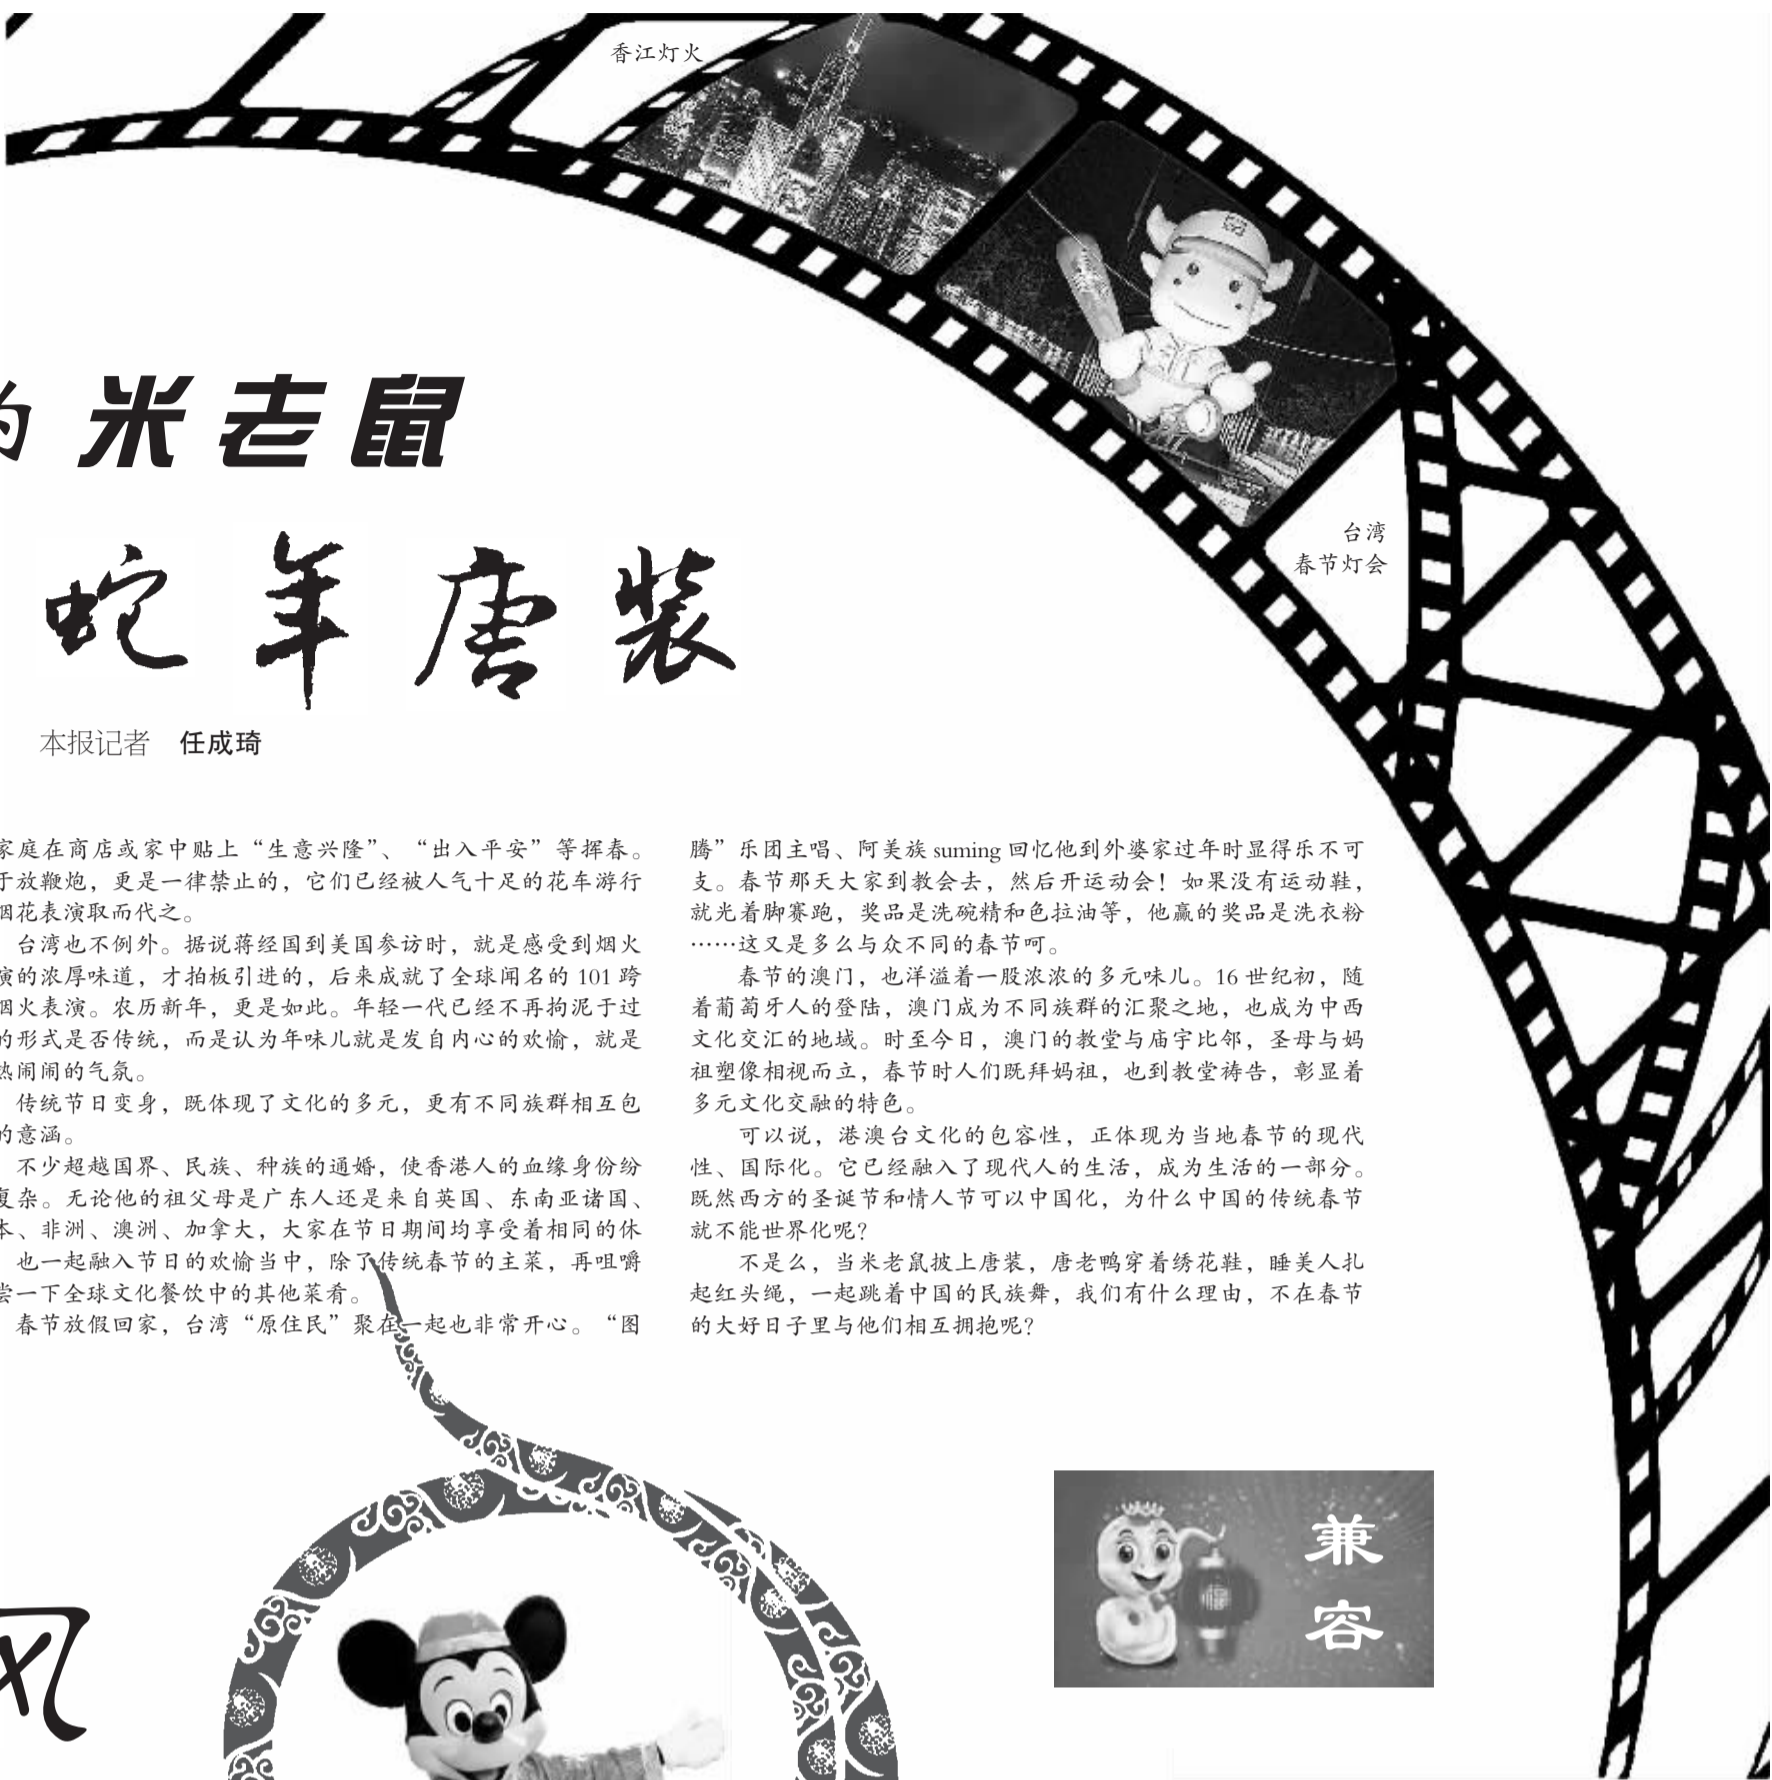 香江灯火
米老鼠
蛇年唐装
本报记者 任成琦
家庭在商店或家中贴上“生意兴隆”、“出入平安”等挥春。
于放鞭炮，更是一律禁止的，它们已经被人气十足的花车游行
烟花表演取而代之。
台湾也不例外。据说蒋经国到美国参访时，就是感受到烟火
演的浓厚味道，才拍板引进的，后来成就了全球闻名的 101 跨
烟火表演。农历新年，更是如此。年轻一代已经不再拘泥于过
的形式是否传统，而是认为年味儿就是发自内心的欢愉，就是
热闹闹的气氛。
传统节日变身，既体现了文化的多元，更有不同族群相互包
的意涵。
不少超越国界、民族、种族的通婚，使香港人的血缘身份纷
复杂。无论他的祖父母是广东人还是来自英国、东南亚诸国、
本、非洲、澳洲、加拿大，大家在节日期间均享受着相同的休
也一起融入节日的欢愉当中，除了传统春节的主菜，再咀嚼
尝一下全球文化餐饮中的其他菜肴。
春节放假回家，台湾“原住民”聚在一起也非常开心。“图
腾”乐团主唱、阿美族 suming 回忆他到外婆家过年时显得乐不可
支。春节那天大家到教会去，然后开运动会！如果没有运动鞋，
就光着脚赛跑，奖品是洗碗精和色拉油等，他赢的奖品是洗衣粉
……这又是多么与众不同的春节呵。
春节的澳门，也洋溢着一股浓浓的多元味儿。16 世纪初，随
着葡萄牙人的登陆，澳门成为不同族群的汇聚之地，也成为中西
文化交汇的地域。时至今日，澳门的教堂与庙宇比邻，圣母与妈
祖塑像相视而立，春节时人们既拜妈祖，也到教堂祷告，彰显着
多元文化交融的特色。
可以说，港澳台文化的包容性，正体现为当地春节的现代
性、国际化。它已经融入了现代人的生活，成为生活的一部分。
既然西方的圣诞节和情人节可以中国化，为什么中国的传统春节
就不能世界化呢？
不是么，当米老鼠披上唐装，唐老鸭穿着绣花鞋，睡美人扎
起红头绳，一起跳着中国的民族舞，我们有什么理由，不在春节
的大好日子里与他们相互拥抱呢？
台湾
春节灯会
兼
容